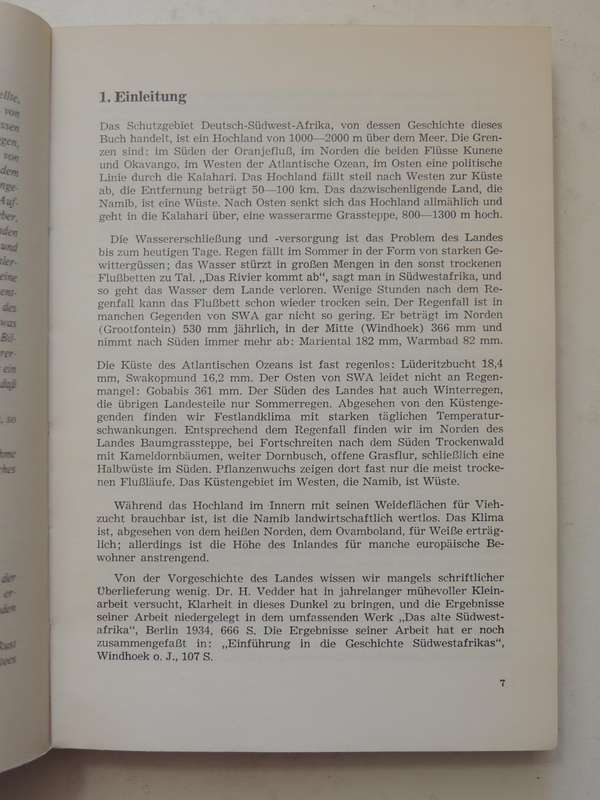 1. Einleitung
Das Schutzgebiet Deutsch-Südwest-Afrika, von dessen Geschichte dieses
Buch handelt, ist ein Hochland von 1000—2000 m über dem Meer. Die Gren-
zen sind: im Süden der Oranjefluß, im Norden die beiden Flüsse Kunene
und Okavango, im Westen der Atlantische Ozean, im Osten eine politische
Linie durch die Kalahari. Das Hochland fällt steil nach Westen zur Küste
ab, die Entfernung beträgt 50—100 km. Das dazwischenliegende Land, die
Namib, ist eine Wüste. Nach Osten senkt sich das Hochland allmählich und
geht in die Kalahari über, eine wasserarme Grassteppe, 800—1300 m hoch.
Die Wassererschließung und -versorgung ist das Problem des Landes
bis zum heutigen Tage. Regen fällt im Sommer in der Form von starken Ge-
wittergüssen; das Wasser stürzt in großen Mengen in den sonst trockenen
Flußbetten zu Tal. „Das Rivier kommt ab“, sagt man in Südwestafrika, und
so geht das Wasser dem Lande verloren. Wenige Stunden nach dem Re-
genfall kann das Flußbett schon wieder trocken sein. Der Regenfall ist in
manchen Gegenden von SWA gar nicht so gering. Er beträgt im Norden
(Grootfontein) 530 mm jährlich, in der Mitte (Windhoek) 366 mm und
nimmt nach Süden immer mehr ab: Mariental 182 mm, Warmbad 82 mm.
Die Küste des Atlantischen Ozeans ist fast regenlos: Lüderitzbucht 18,4
mm, Swakopmund 16,2 mm. Der Osten von SWA leidet nicht an Regen-
mangel: Gobabis 361 mm. Der Süden des Landes hat auch Winterregen,
die übrigen Landesteile nur Sommerregen. Abgesehen von den Küstenge-
genden finden wir Festlandklima mit starken täglichen Temperatur-
schwankungen. Entsprechend dem Regenfall finden wir im Norden des
Landes Baumgrassteppe, bei Fortschreiten nach dem Süden Trockenwald
mit Kameldornbäumen, weiter Dornbusch, offene Grasflur, schließlich eine
Halbwüste im Süden. Pflanzenwuchs zeigen dort fast nur die meist trocke-
nen Flußläufe. Das Küstengebiet im Westen, die Namib, ist Wüste.
Während das Hochland im Innern mit seinen Weideflächen für Vieh-
zucht brauchbar ist, ist die Namib landwirtschaftlich wertlos. Das Klima
ist, abgesehen von dem heißen Norden, dem Ovamboland, für Weiße erträg-
lich; allerdings ist die Höhe des Inlandes für manche europäische Be-
wohner anstrengend.
Von der Vorgeschichte des Landes wissen wir mangels schriftlicher
Überlieferung wenig. Dr. H. Vedder hat in jahrelanger mühevoller Klein-
arbeit versucht, Klarheit in dieses Dunkel zu bringen, und die Ergebnisse
seiner Arbeit niedergelegt in dem umfassenden Werk „Das alte Südwest-
afrika“, Berlin 1934, 666 S. Die Ergebnisse seiner Arbeit hat er noch
zusammengefaßt in: „Einführung in die Geschichte Südwestafrikas“,
Windhoek o. J., 107 S.
7